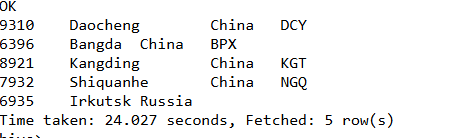 OK
9310 Daocheng China DCY
6396 Bangda China BPX
8921 Kangding China KGT
7932 Shiquanhe China NGQ
6935 Irkutsk Russia
Time taken: 24.027 seconds, Fetched: 5 row(s)